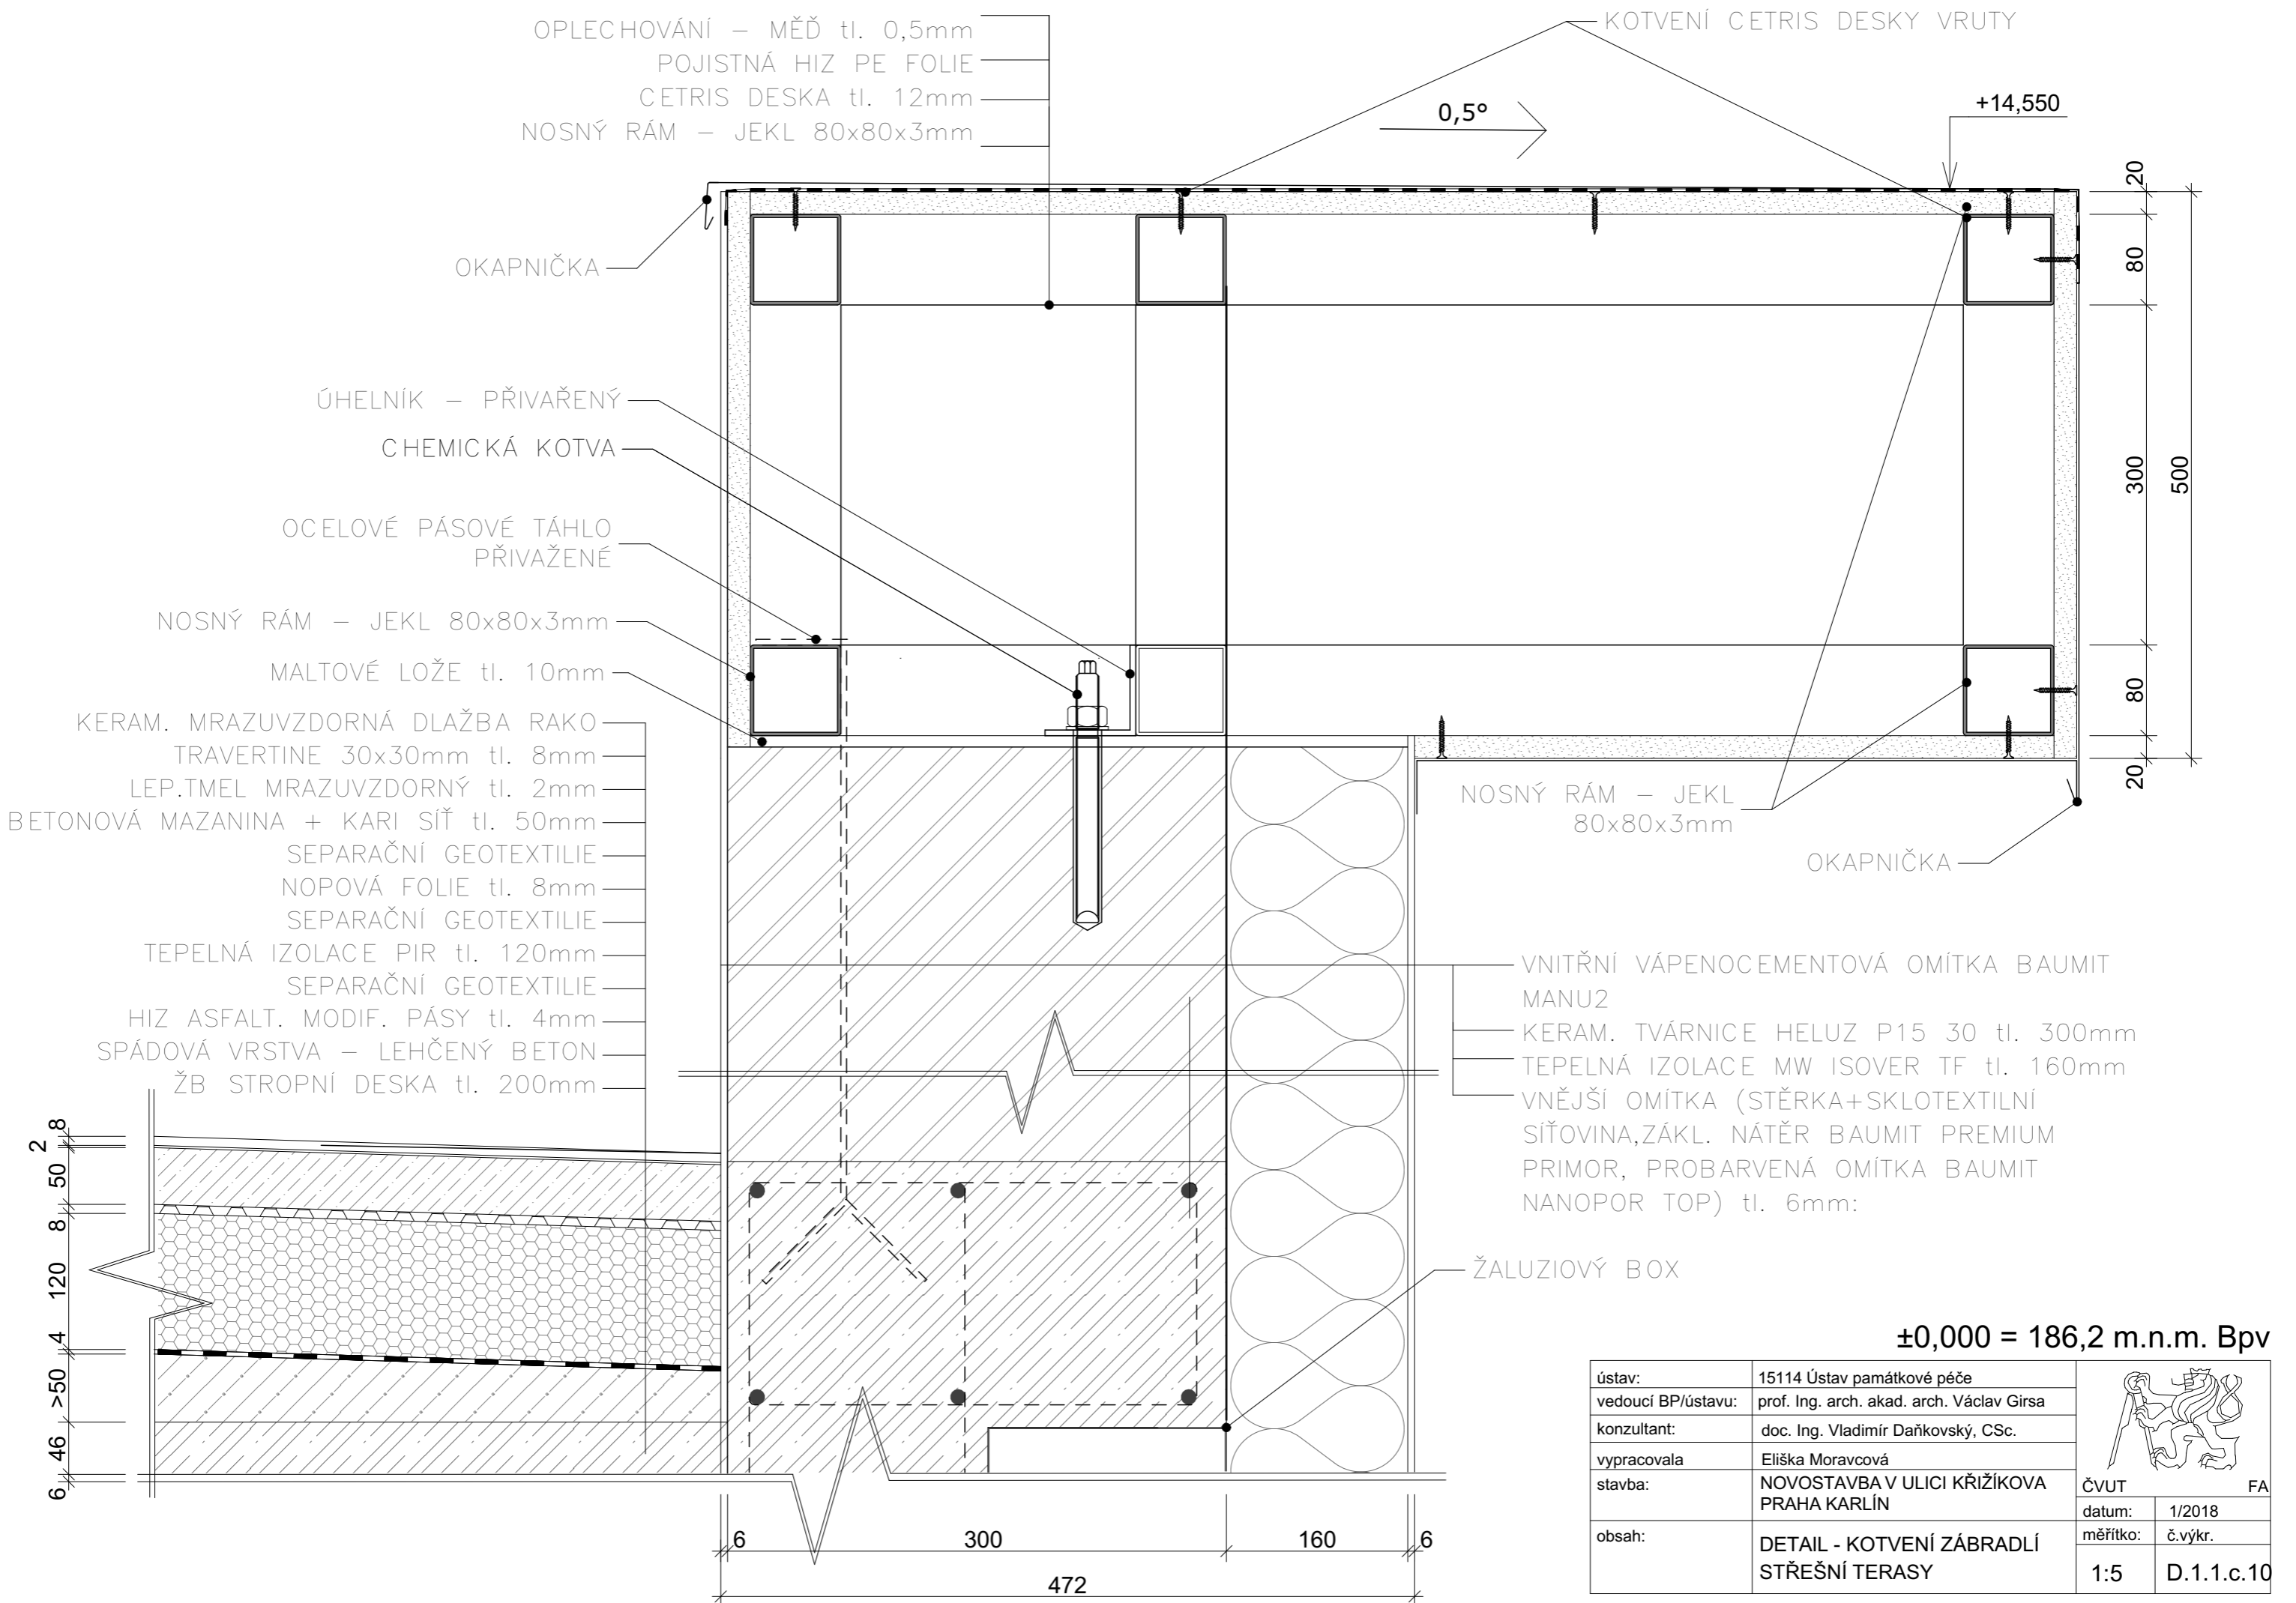 OPLECHOVÁNÍ – MĚĎ tl. 0,5mm
POJISTNÁ HIZ PE FOLIE
CETRIS DESKA tl. 12mm
NOSNÝ RÁM – JEKL 80x80x3mm
KOTVENÍ CETRIS DESKY VRUTY
0,5°
+14,550
OKAPNIČKA
ÚHELNÍK – PŘIVAŘENÝ
CHEMICKÁ KOTVA
OCELOVÉ PÁSOVÉ TÁHLO
PŘIVAŽENÉ
NOSNÝ RÁM – JEKL 80x80x3mm
MALTOVÉ LOŽE tl. 10mm
KERAM. MRAZUVZDORNÁ DLAŽBA RAKO
TRAVERTINE 30x30mm tl. 8mm
LEP.TMEL MRAZUVZDORNÝ tl. 2mm
BETONOVÁ MAZANINA + KARI SÍŤ tl. 50mm
SEPARAČNÍ GEOTEXTILIE
NOPOVÁ FOLIE tl. 8mm
SEPARAČNÍ GEOTEXTILIE
TEPELNÁ IZOLACE PIR tl. 120mm
SEPARAČNÍ GEOTEXTILIE
HIZ ASFALT. MODIF. PÁSY tl. 4mm
SPÁDOVÁ VRSTVA – LEHČENÝ BETON
ŽB STROPNÍ DESKA tl. 200mm
20
80
300
500
80
20
NOSNÝ RÁM – JEKL
80x80x3mm
OKAPNIČKA
VNITŘNÍ VÁPENOCEMENTOVÁ OMÍTKA BAUMIT
MANU2
KERAM. TVÁRNICE HELUZ P15 30 tl. 300mm
TEPELNÁ IZOLACE MW ISOVER TF tl. 160mm
VNĚJŠÍ OMÍTKA (STĚRKA+SKLOTEXTILNÍ
SÍŤOVINA,ZÁKL. NÁTĚR BAUMIT PREMIUM
PRIMOR, PROBARVENÁ OMÍTKA BAUMIT
NANOPOR TOP) tl. 6mm:
ŽALUZIOVÝ BOX
8
2
50
8
120
4
>50
46
6
6
300
160
6
472
±0,000 = 186,2 m.n.m. Bpv
ústav: 15114 Ústav památkové péče
vedoucí BP/ústavu: prof. Ing. arch. akad. arch. Václav Girsa
konzultant: doc. Ing. Vladimír Daňkovský, CSc.
vypracovala Eliška Moravcová
stavba: NOVOSTAVBA V ULICI KŘIŽÍKOVA
PRAHA KARLÍN
ČVUT FA
datum: 1/2018
měřítko: č.výkr.
obsah: DETAIL - KOTVENÍ ZÁBRADLÍ
STŘEŠNÍ TERASY
1:5 D.1.1.c.10